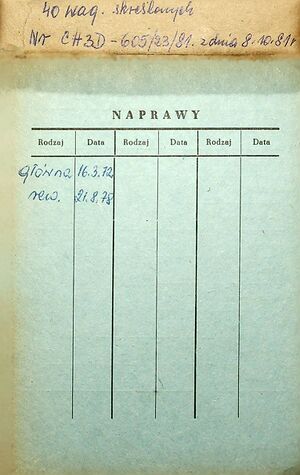 40 wag. skreślonych
Nr CH3D-605/23/81. z dnia 8.10.81r
NAPRAWY
Rodzaj Data Rodzaj Data Rodzaj Data
główna 16.3.72
rew. 21.8.78